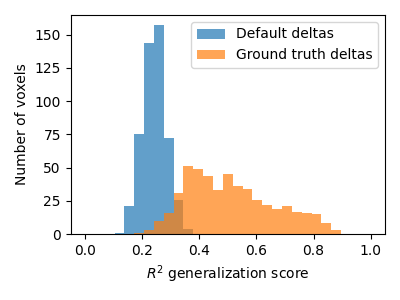 Default deltas
Ground truth deltas
150
125
100
75
50
25
0
Number of voxels
0.0 0.2 0.4 0.6 0.8 1.0
R² generalization score